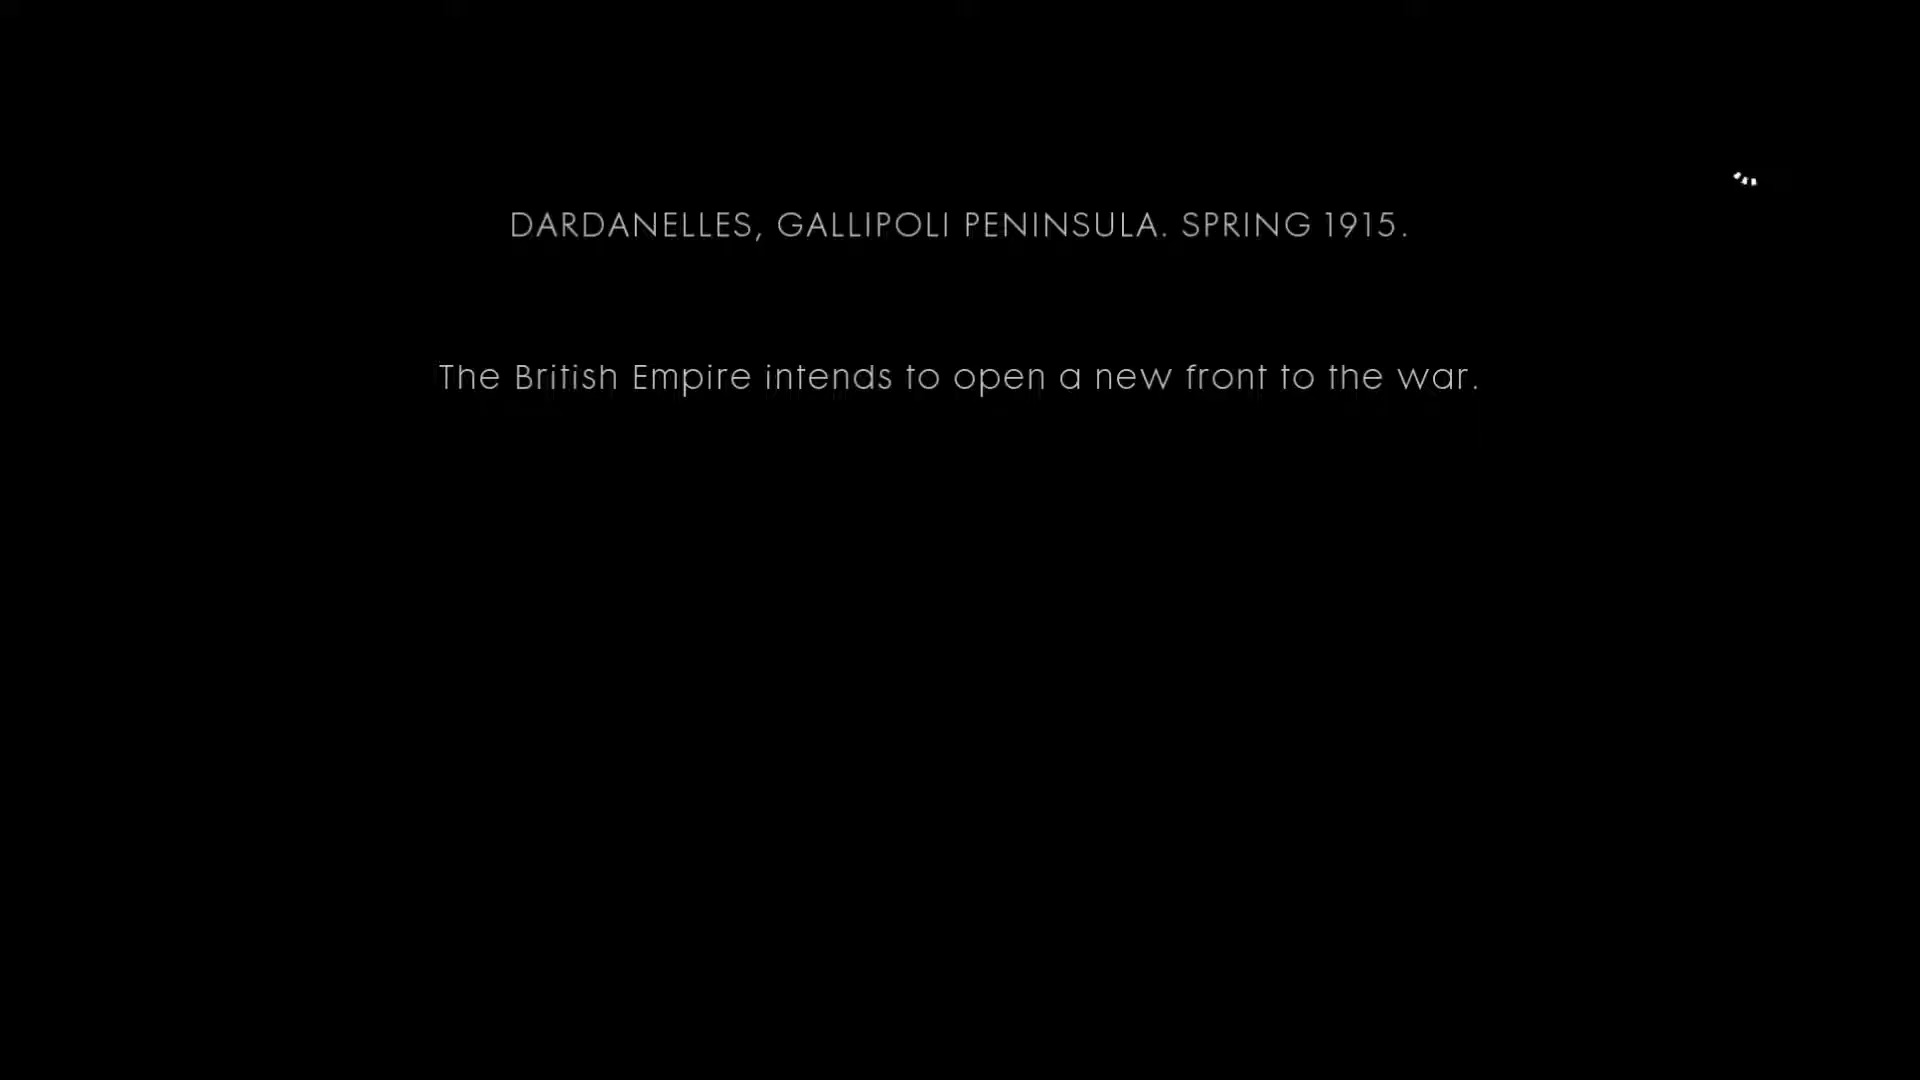 DARDANELLES, GALLIPOLI PENINSULA. SPRING 1915.
The British Empire intends to open a new front to the war.